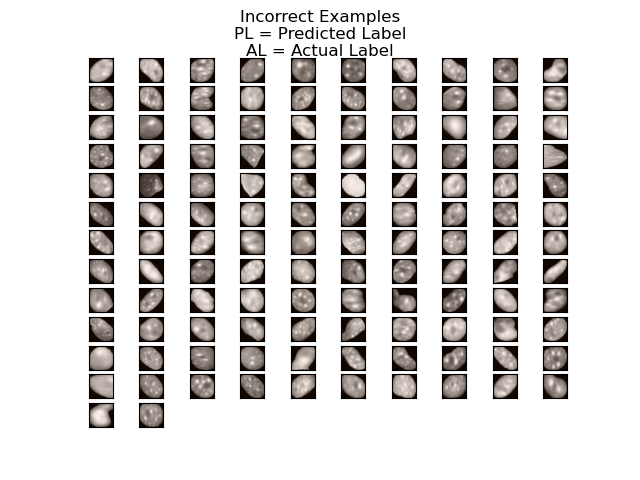 Incorrect Examples
PL = Predicted Label
AL = Actual Label